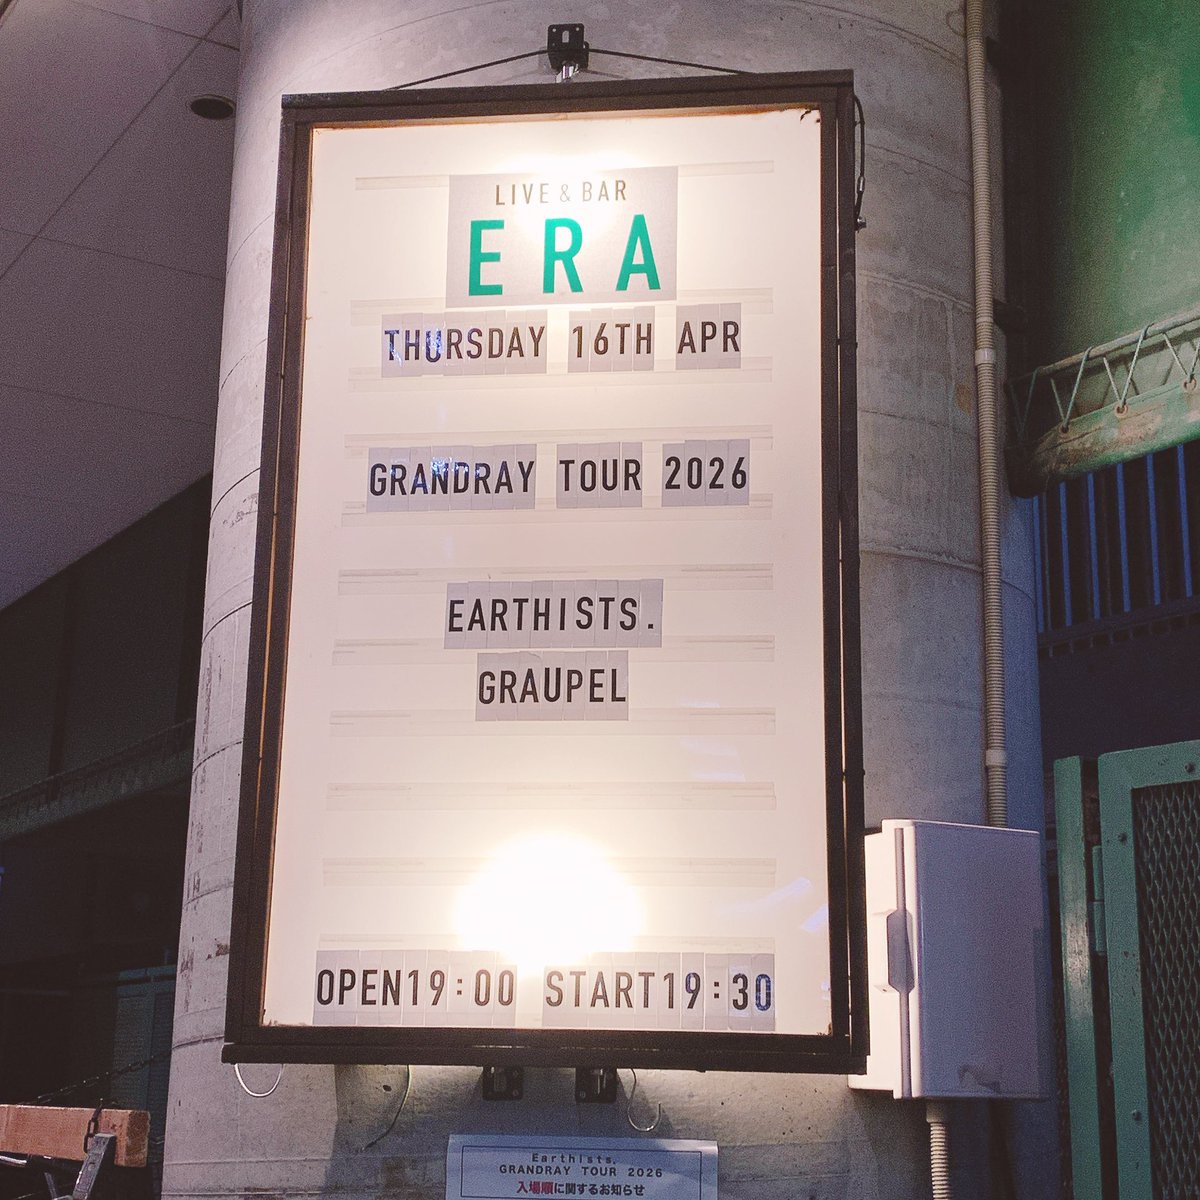 LIVE & BAR
ERA
THURSDAY 16TH APR
GRANDRAY TOUR 2026
EARTHISTS.
GRAUPEL
OPEN19:00 START19:30
Earthists.
GRANDRAY TOUR 2026
入場順に関するお知らせ